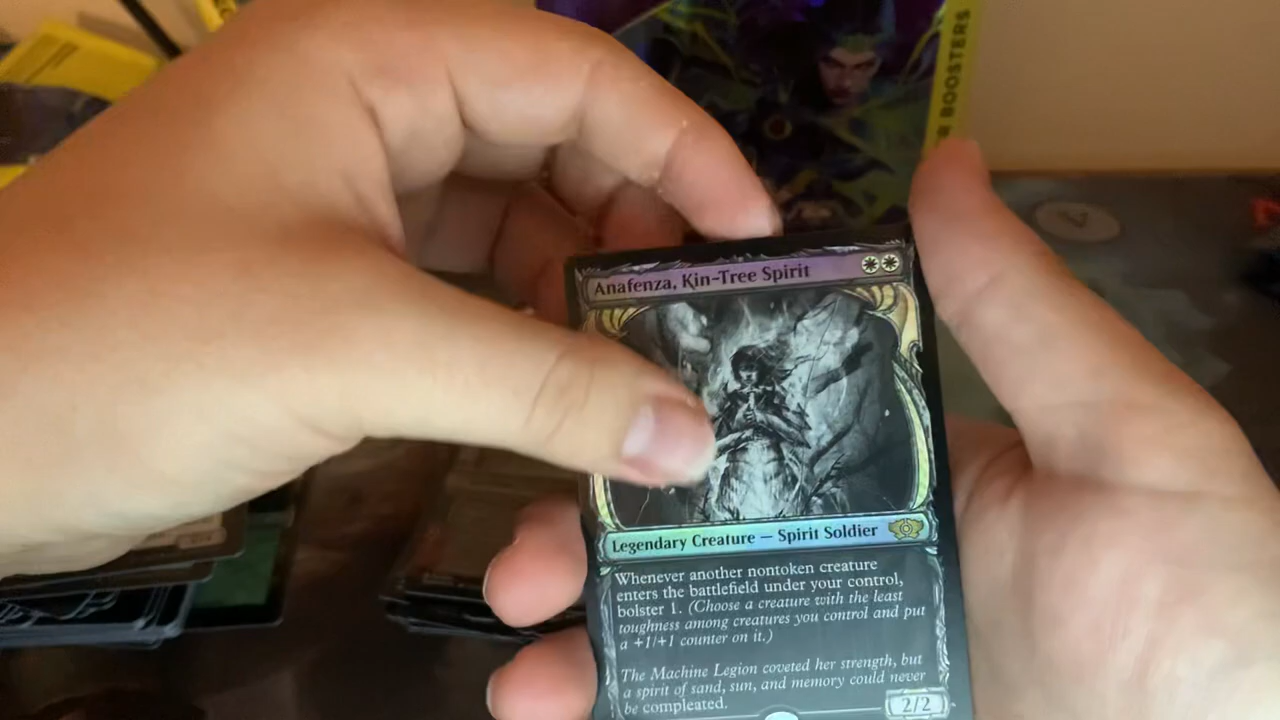 BOOSTERS
Anafenza, Kin-Tree Spirit
Legendary Creature — Spirit Soldier
Whenever another nontoken creature
enters the battlefield under your control,
bolster 1. (Choose a creature with the least
toughness among creatures you control and put
a +1/+1 counter on it.)
The Machine Legion coveted her strength, but
a spirit of sand, sun, and memory could never
be compleated.
2/2